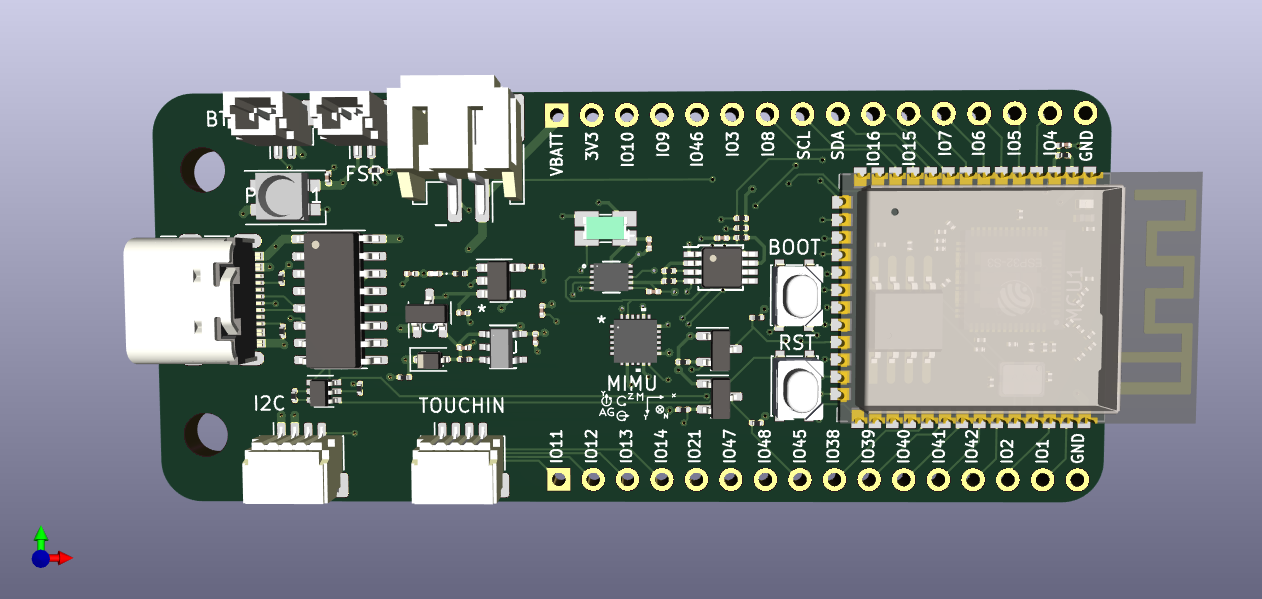 BT
FSR
VBATT
3V3
IO10
IO9
IO46
IO3
IO8
SCL
SDA
IO16
IO15
IO7
IO6
IO5
IO4
GND
BOOT
RST
MCU1
*
*
MIMU
AG
I2C
TOUCHIN
IO11
IO12
IO13
IO14
IO21
IO47
IO48
IO45
IO38
IO39
IO40
IO41
IO42
IO2
IO1
GND